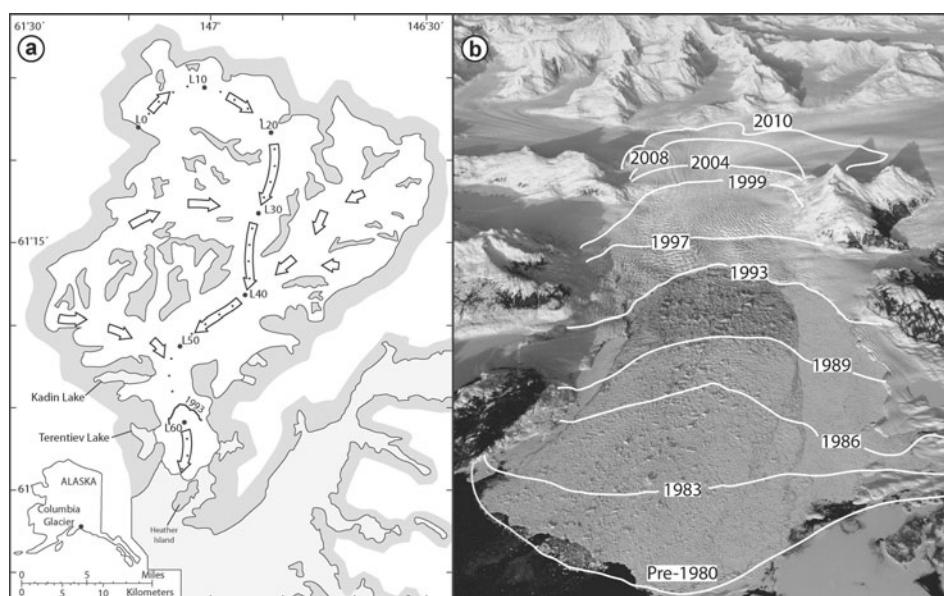 61°30'
147°
146°30'
a
L10
L0
L20
L30
61°15'
L40
L50
Kadin Lake
1993
L60
Terentiev Lake
61°
ALASKA
Columbia
Glacier
Heather
Island
0 5 Miles
0 10 Kilometers
b
2010
2008
2004
1999
1997
1993
1989
1986
1983
Pre-1980